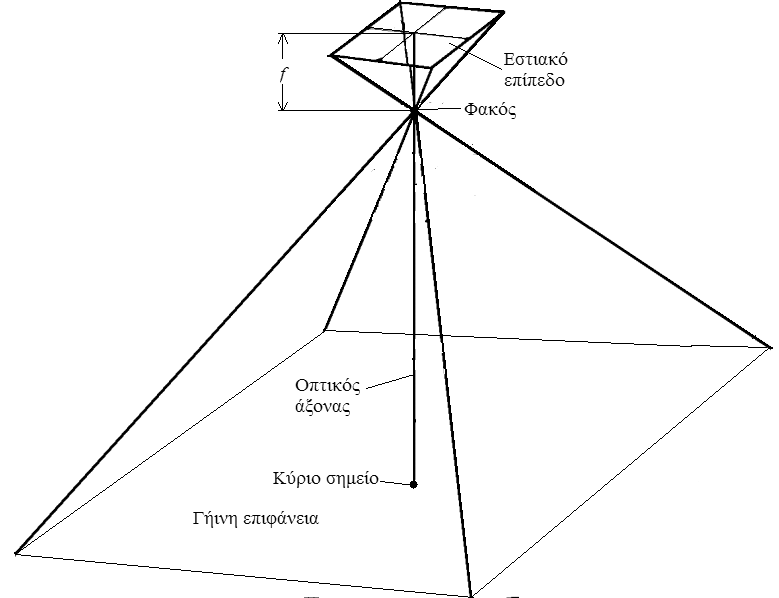 Εστιακό
επίπεδο
f
Φακός
Οπτικός
άξονας
Κύριο σημείο
Γήινη επιφάνεια